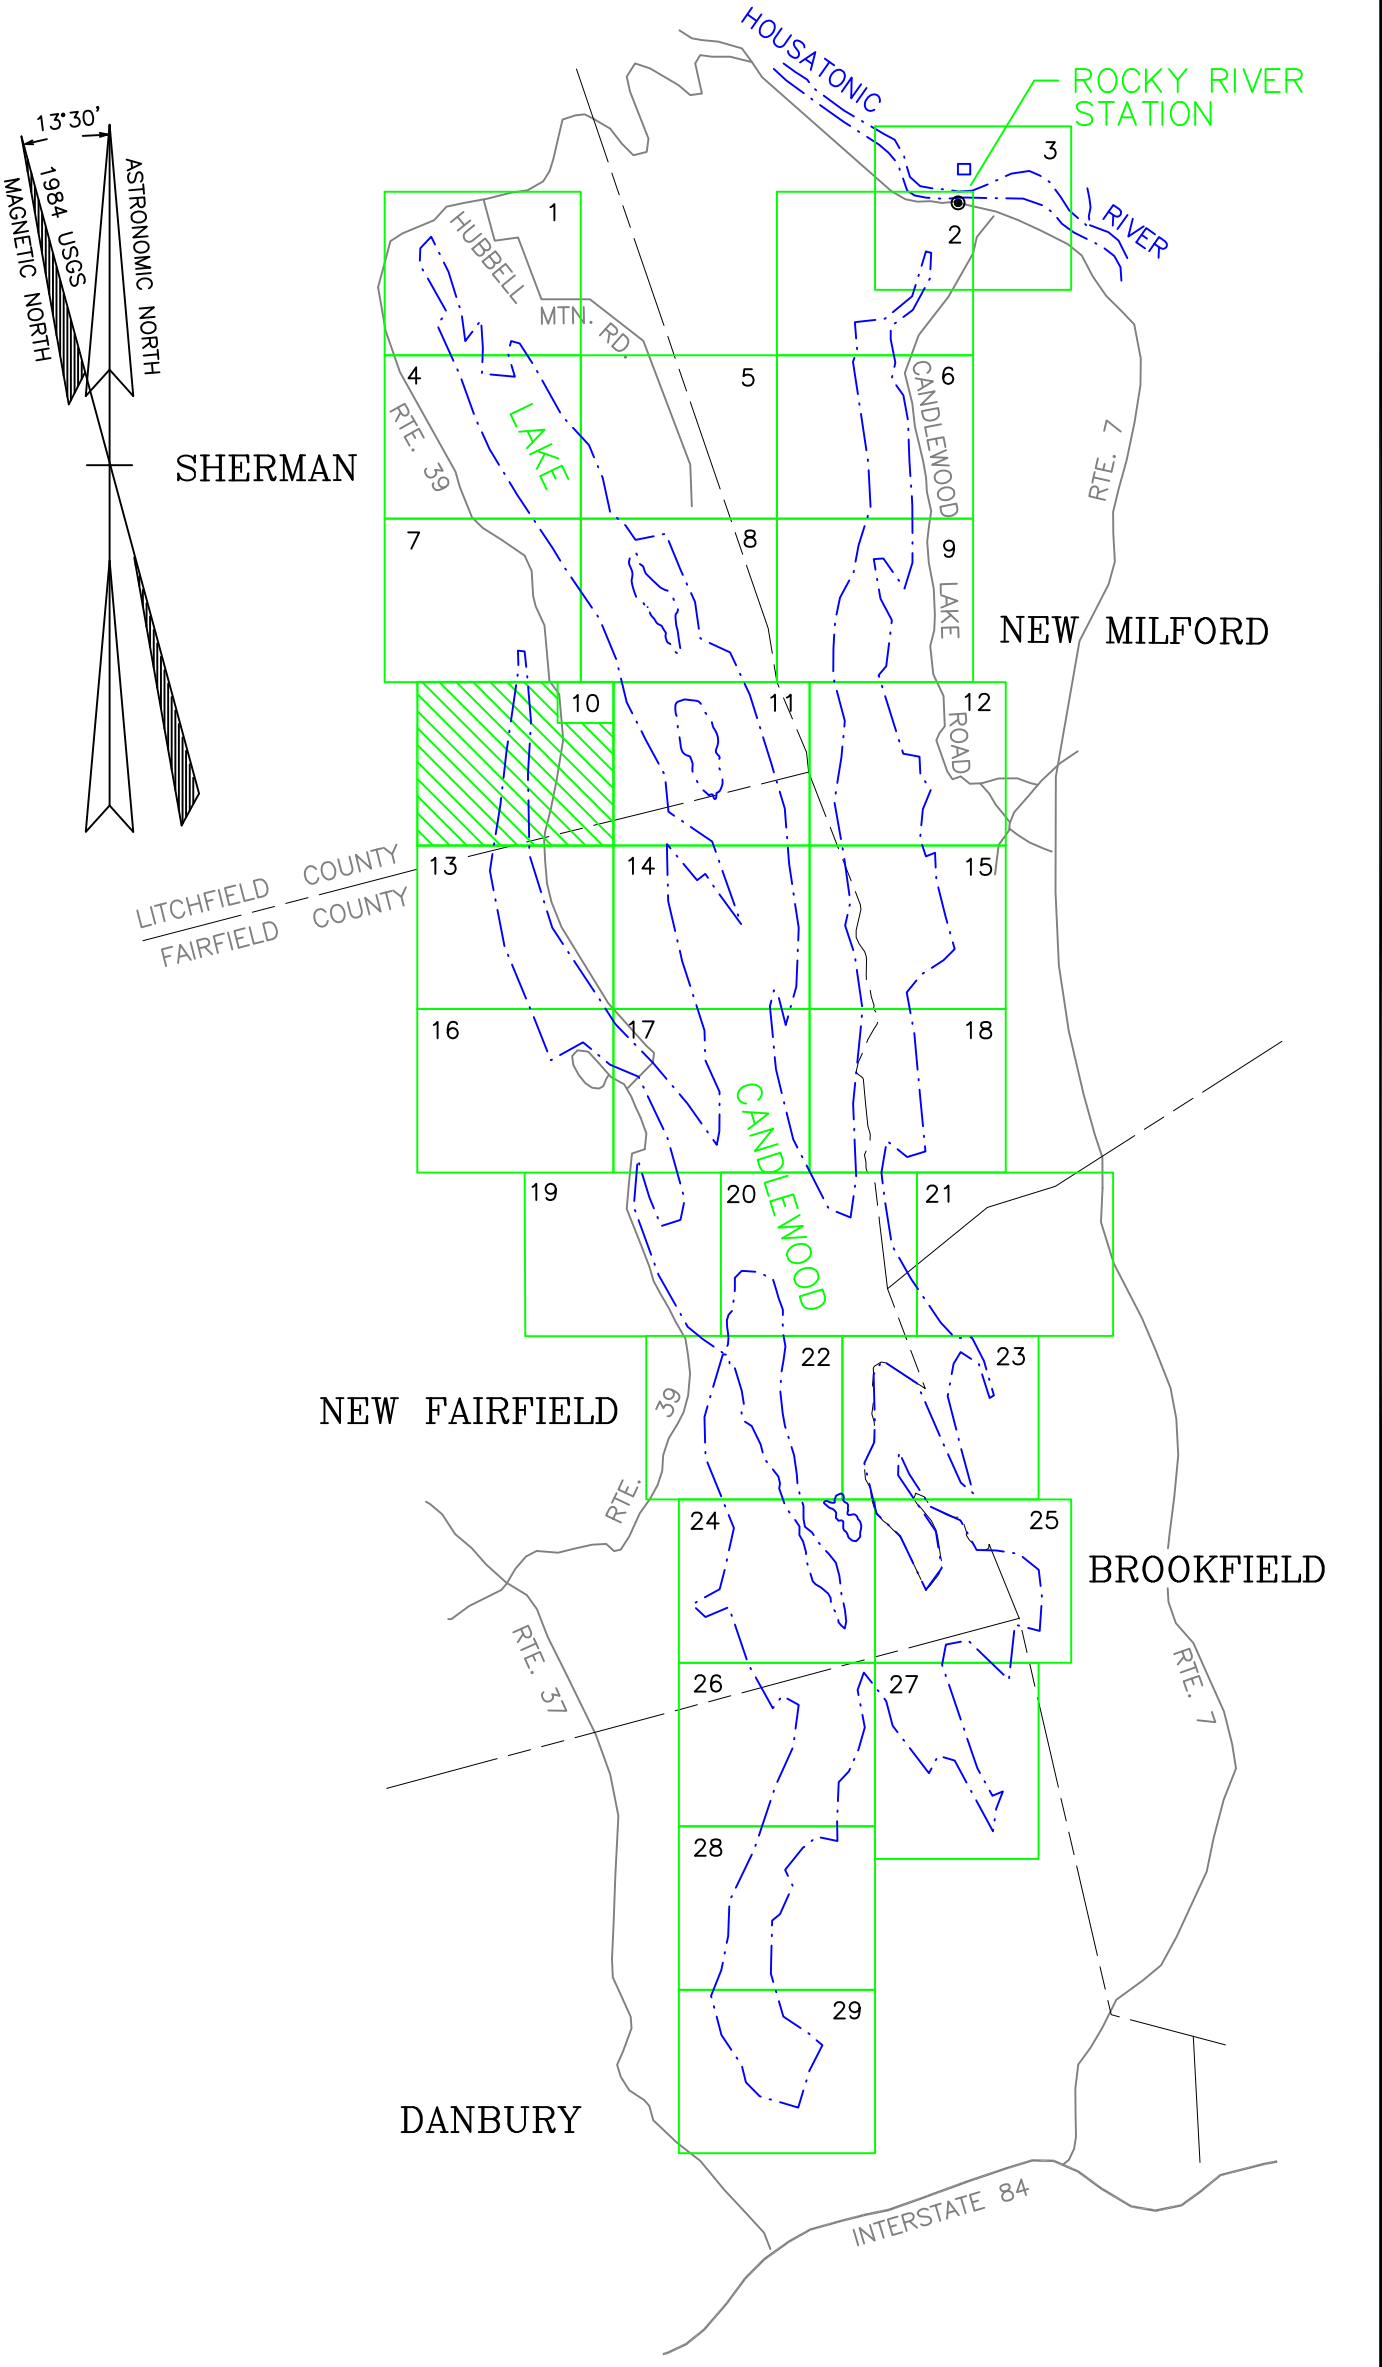 HOUSATONIC
RIVER
ROCKY RIVER
STATION
13°30'
ASTRONOMIC NORTH
1984 USGS
MAGNETIC NORTH
3
1
2
HUBBELL
MTN. RD.
4
5
6
RTE. 39
LAKE
CANDLEWOOD
RTE. 7
SHERMAN
7
8
9
LAKE
NEW MILFORD
10
11
12
ROAD
LITCHFIELD COUNTY
FAIRFIELD COUNTY
13
14
15
16
17
18
CANDLEWOOD
19
20
21
22
23
NEW FAIRFIELD
RTE. 39
24
25
BROOKFIELD
RTE. 37
26
27
RTE. 7
28
29
DANBURY
INTERSTATE 84